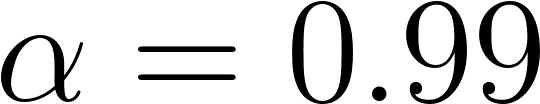 α = 0.99